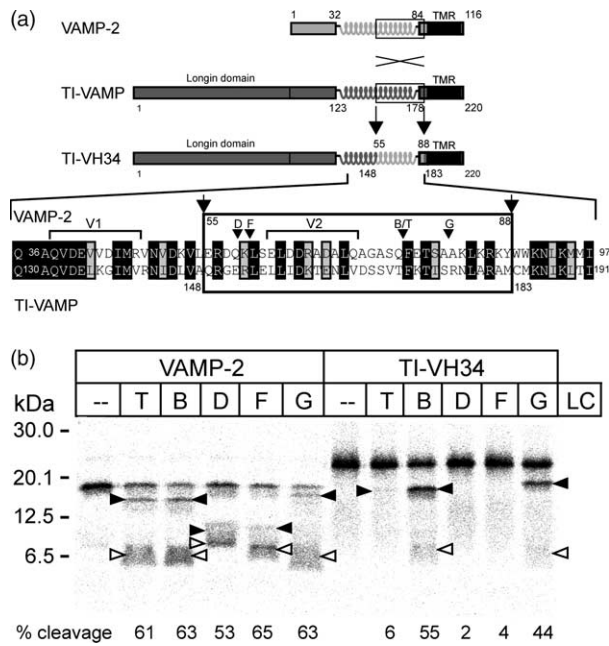 (a)
1 32 84 116
VAMP-2 TMR
TI-VAMP Longin domain TMR
1 123 178 220
55 88
TI-VH34 Longin domain TMR
1 148 183 220
VAMP-2
V1 55 D F V2 B/T G 88
Q 36 AQVDEVVDIMRVNVDKVLERDQKLSELDDRADALQAGASQFETSAAKLKRKYWWKNLKMMI 97
Q 130 AQVDELKGIMVRNIDLVAQRGERLELLIDKTENLVDSSVTFKTTSRNLARAMCMKNLKLTI 191
148 183
TI-VAMP
(b)
VAMP-2 TI-VH34
kDa -- T B D F G -- T B D F G LC
30.0 -
20.1 -
12.5 -
6.5 -
% cleavage 61 63 53 65 63 6 55 2 4 44